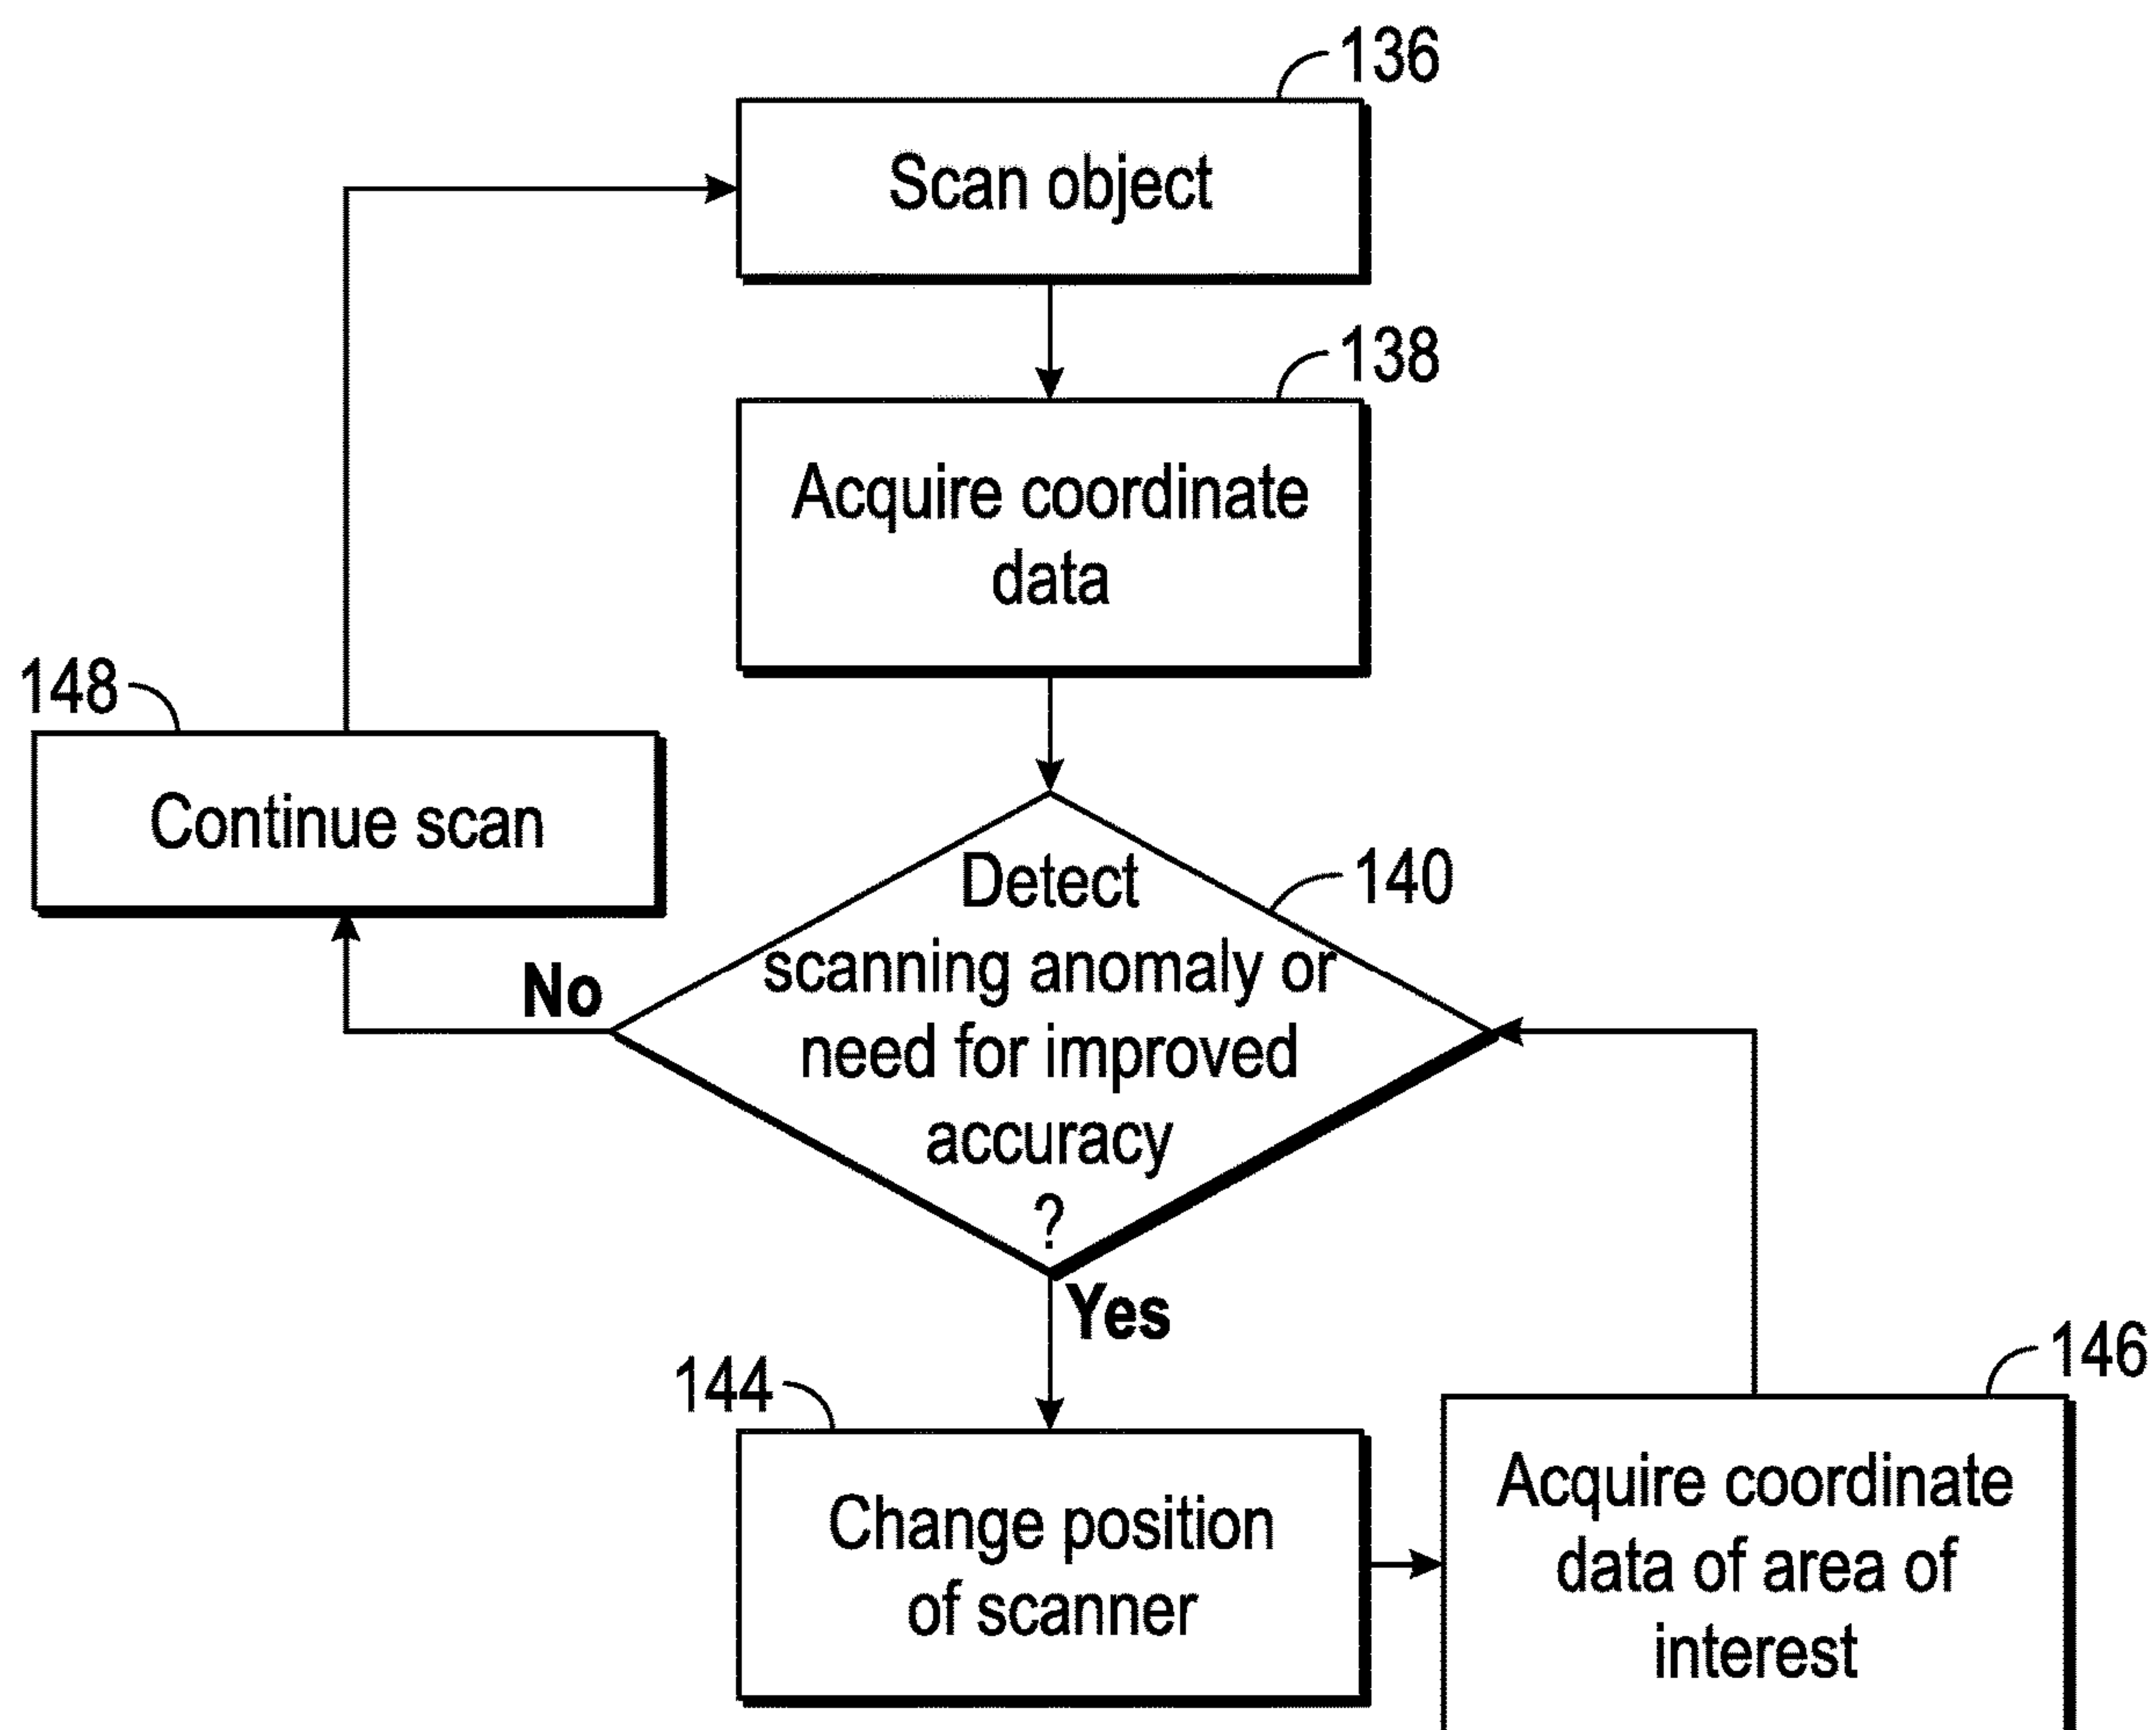 136
Scan object
138
Acquire coordinate
data
148
Continue scan
140
Detect
scanning anomaly or
need for improved
accuracy
?
No
Yes
144
Change position
of scanner
146
Acquire coordinate
data of area of
interest